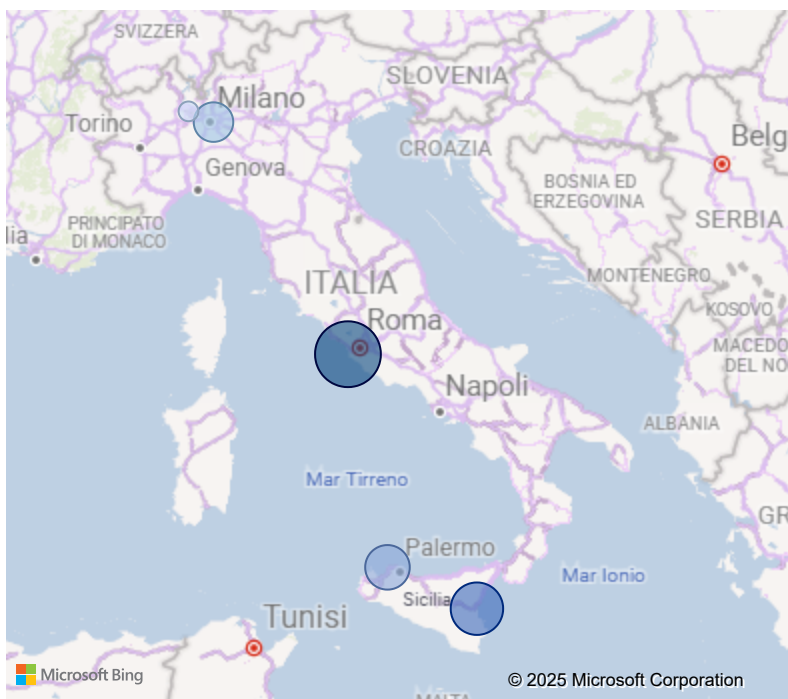 SVIZZERA
SLOVENIA
Milano
Torino
Belg
CROAZIA
Genova
BOSNIA ED
ERZEGOVINA
PRINCIPATO
DI MONACO
lia
SERBIA
ITALIA
MONTENEGRO
KOSOVO
Roma
MACEDO
DEL NO
Napoli
ALBANIA
Mar Tirreno
GR
Palermo
Mar Ionio
Sicilia
Tunisi
Microsoft Bing
© 2025 Microsoft Corporation
MALTA